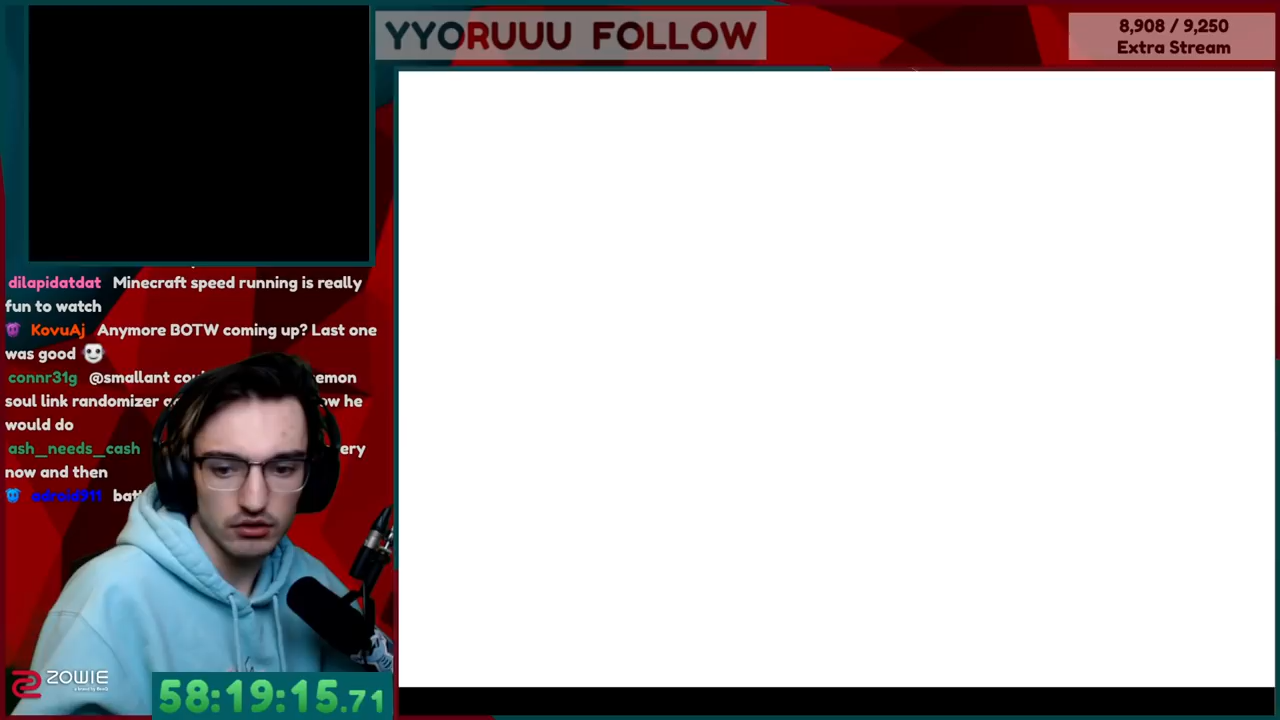 YYORUUU FOLLOW
8,908 / 9,250
Extra Stream
dilapidatdat Minecraft speed running is really
fun to watch
KovuAj Anymore BOTW coming up? Last one
was good
connr31g @smallant
soul link randomizer he
would do
ash_needs_cash
now and then
adroid911
ZOWIE
58:19:15.71